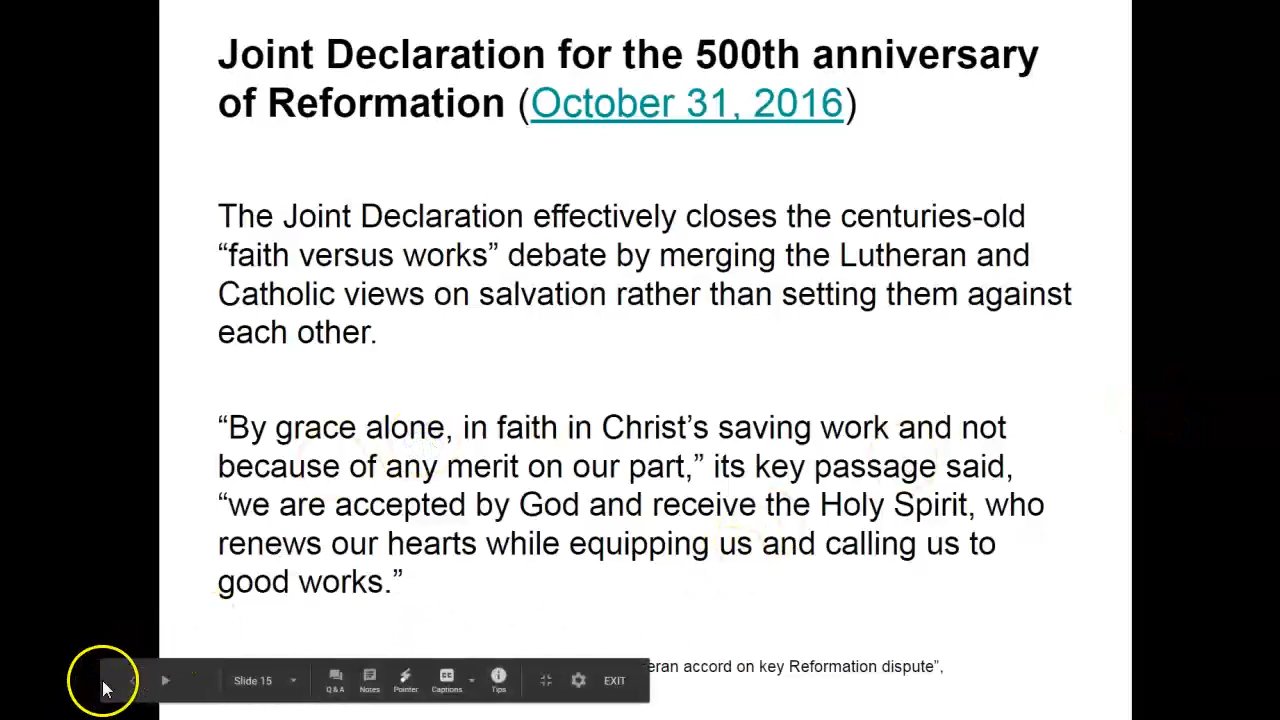 Joint Declaration for the 500th anniversary
of Reformation (October 31, 2016)
The Joint Declaration effectively closes the centuries-old
“faith versus works” debate by merging the Lutheran and
Catholic views on salvation rather than setting them against
each other.
“By grace alone, in faith in Christ’s saving work and not
because of any merit on our part,” its key passage said,
“we are accepted by God and receive the Holy Spirit, who
renews our hearts while equipping us and calling us to
good works.”
accord on key Reformation dispute”,
Slide 15 Q & A Notes Pointer Captions Tips EXIT